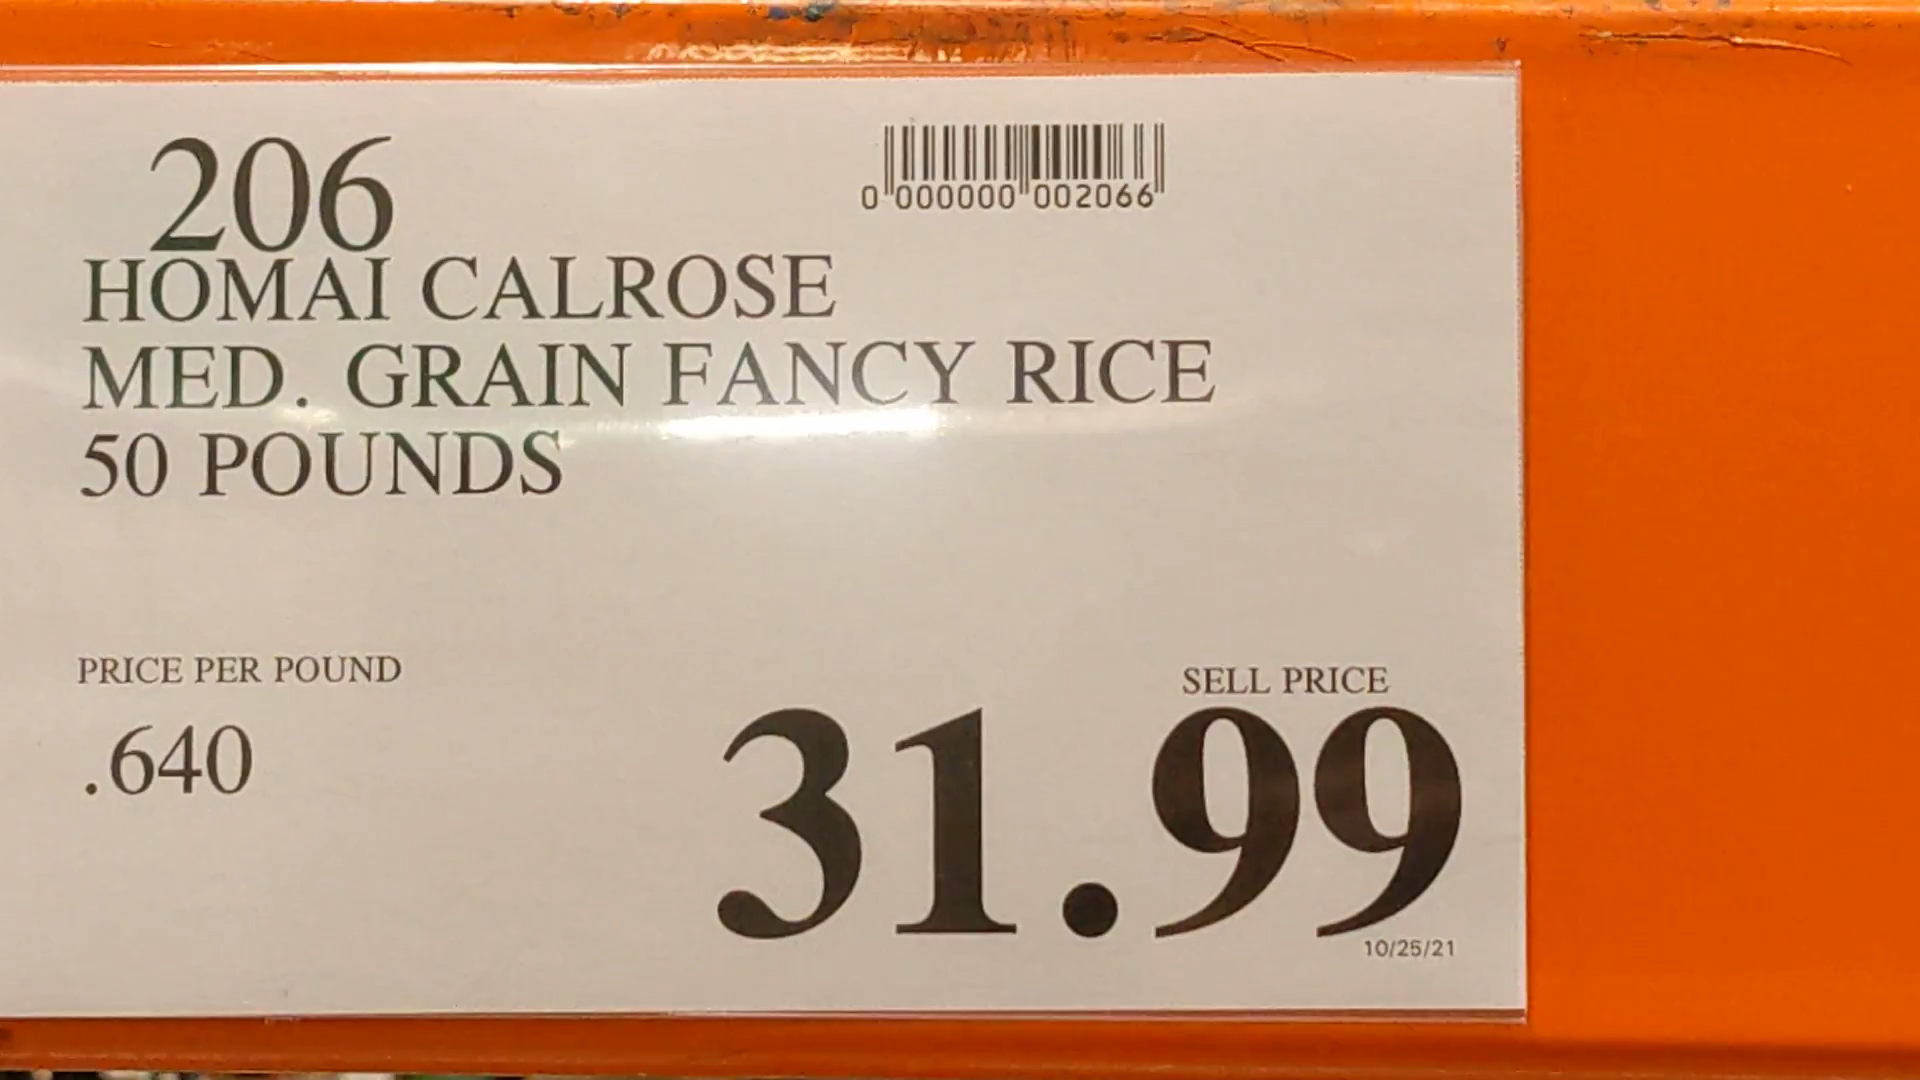 206
0 000000 002066
HOMAI CALROSE
MED. GRAIN FANCY RICE
50 POUNDS
PRICE PER POUND
.640
SELL PRICE
31.99
10/25/21